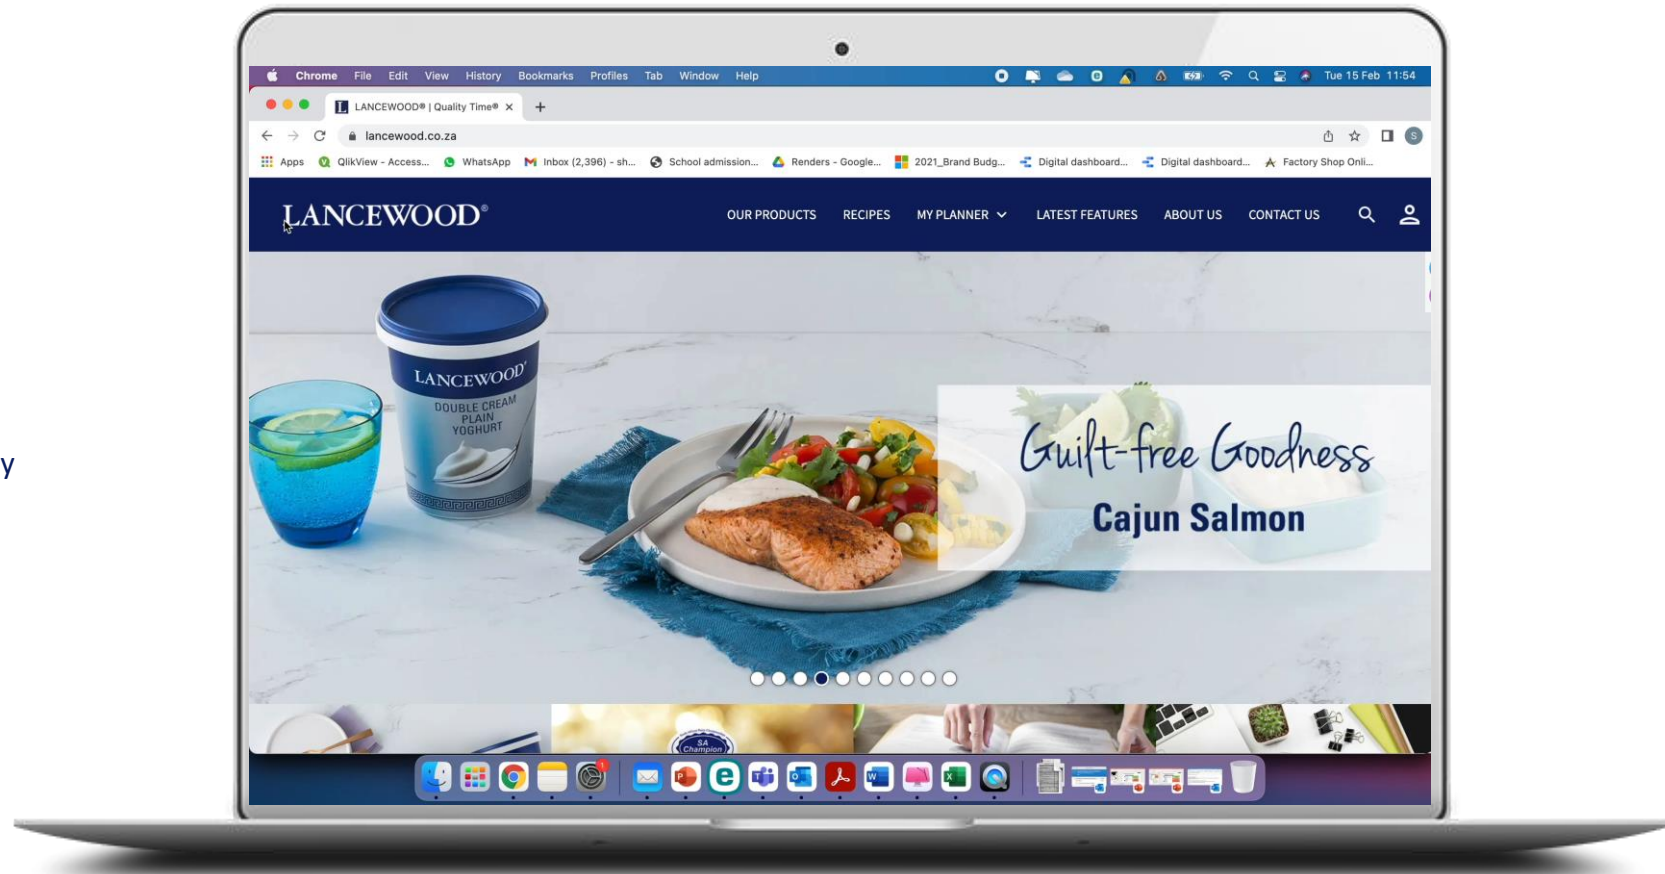 Chrome File Edit View History Bookmarks Profiles Tab Window Help Tue 15 Feb 11:54
LANCEWOOD® | Quality Time®
lancewood.co.za
S
Apps QlikView - Access... WhatsApp Inbox (2,396) - sh... School admission... Renders - Google... 2021_Brand Budg... Digital dashboard... Digital dashboard... Factory Shop Onli...
LANCEWOOD® OUR PRODUCTS RECIPES MY PLANNER LATEST FEATURES ABOUT US CONTACT US
LANCEWOOD®
DOUBLE CREAM
PLAIN
YOGHURT
Guilt-free Goodness
y
Cajun Salmon
SA
Champion